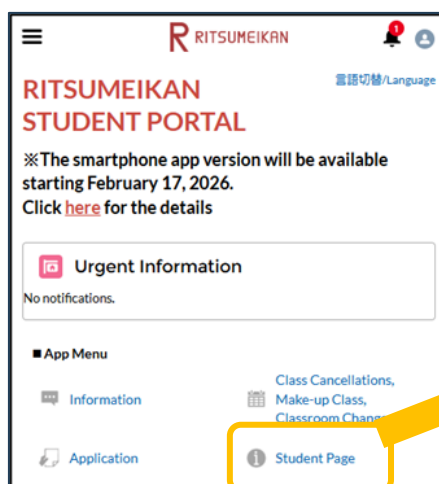 RITSUMEIKAN
1
言語切替/Language
RITSUMEIKAN
STUDENT PORTAL
※The smartphone app version will be available
starting February 17, 2026.
Click here for the details
Urgent Information
No notifications.
■ App Menu
Information
Class Cancellations,
Make-up Class,
Classroom Change
Application
Student Page